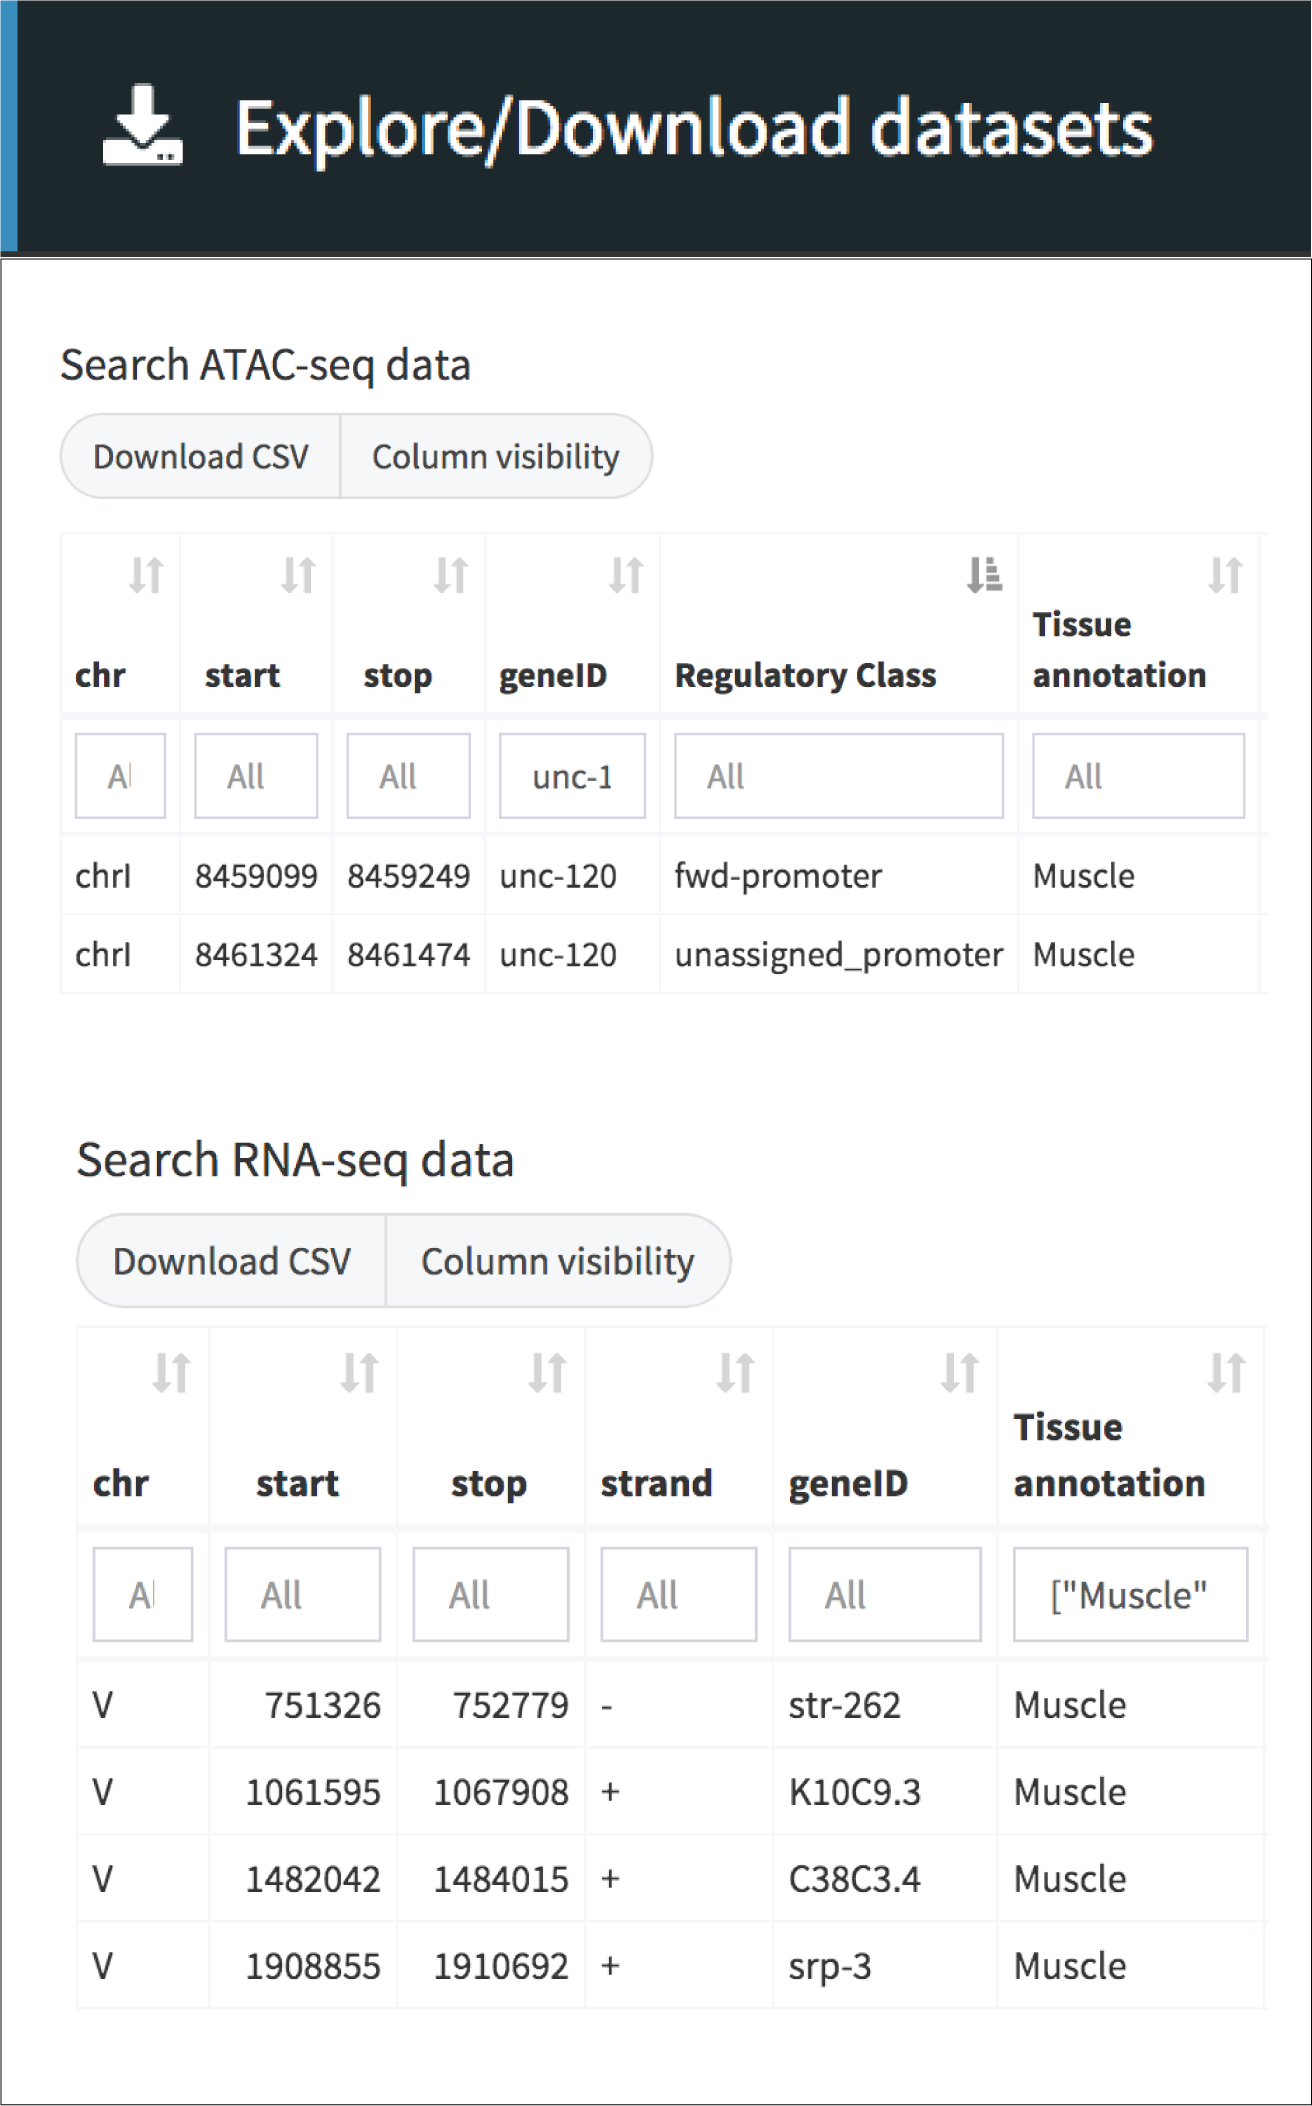 Explore/Download datasets
Search ATAC-seq data
Download CSV Column visibility
chr start stop geneID Regulatory Class Tissue annotation
Al All All unc-1 All All
chrI 8459099 8459249 unc-120 fwd-promoter Muscle
chrI 8461324 8461474 unc-120 unassigned_promoter Muscle
Search RNA-seq data
Download CSV Column visibility
chr start stop strand geneID Tissue annotation
Al All All All All ["Muscle"
V 751326 752779 - str-262 Muscle
V 1061595 1067908 + K10C9.3 Muscle
V 1482042 1484015 + C38C3.4 Muscle
V 1908855 1910692 + srp-3 Muscle